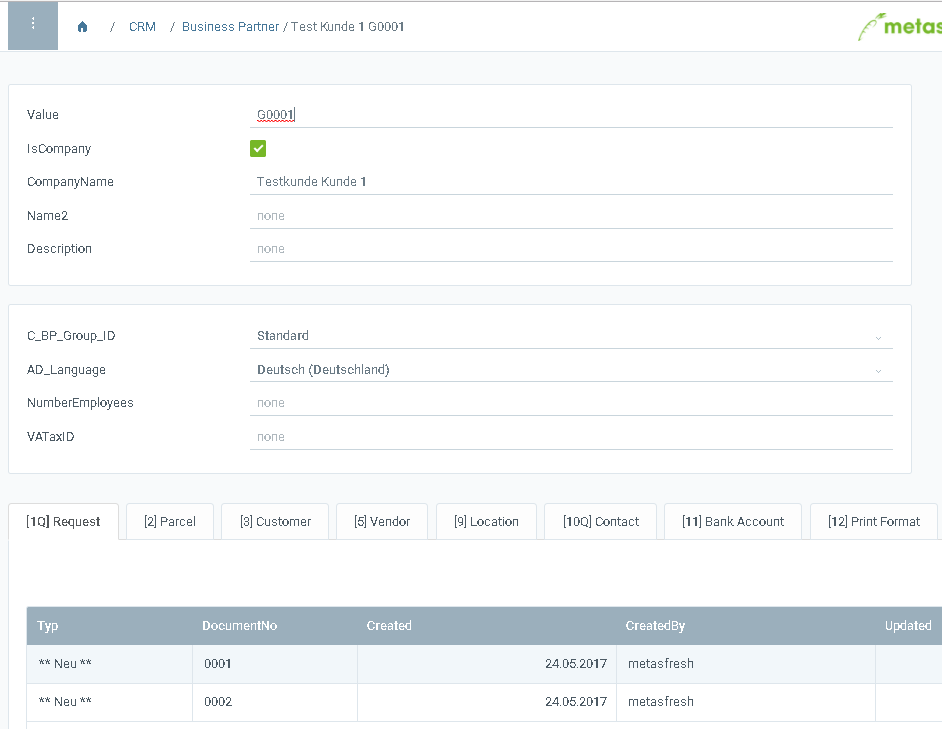 / CRM / Business Partner / Test Kunde 1 G0001
metas
Value G0001
IsCompany
CompanyName Testkunde Kunde 1
Name2 none
Description none
C_BP_Group_ID Standard
AD_Language Deutsch (Deutschland)
NumberEmployees none
VATaxID none
[1Q] Request [2] Parcel [3] Customer [5] Vendor [9] Location [10Q] Contact [11] Bank Account [12] Print Format
Typ DocumentNo Created CreatedBy Updated
** Neu ** 0001 24.05.2017 metasfresh
** Neu ** 0002 24.05.2017 metasfresh